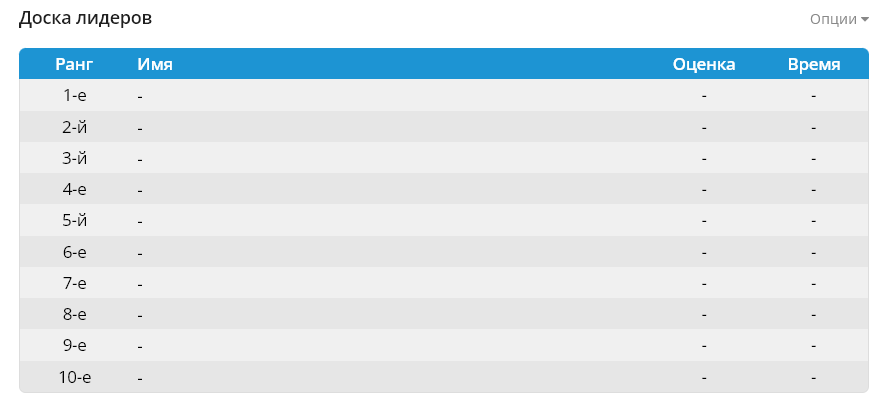 Доска лидеров Опции
Ранг Имя Оценка Время
1-е - - -
2-й - - -
3-й - - -
4-е - - -
5-й - - -
6-е - - -
7-е - - -
8-е - - -
9-е - - -
10-е - - -